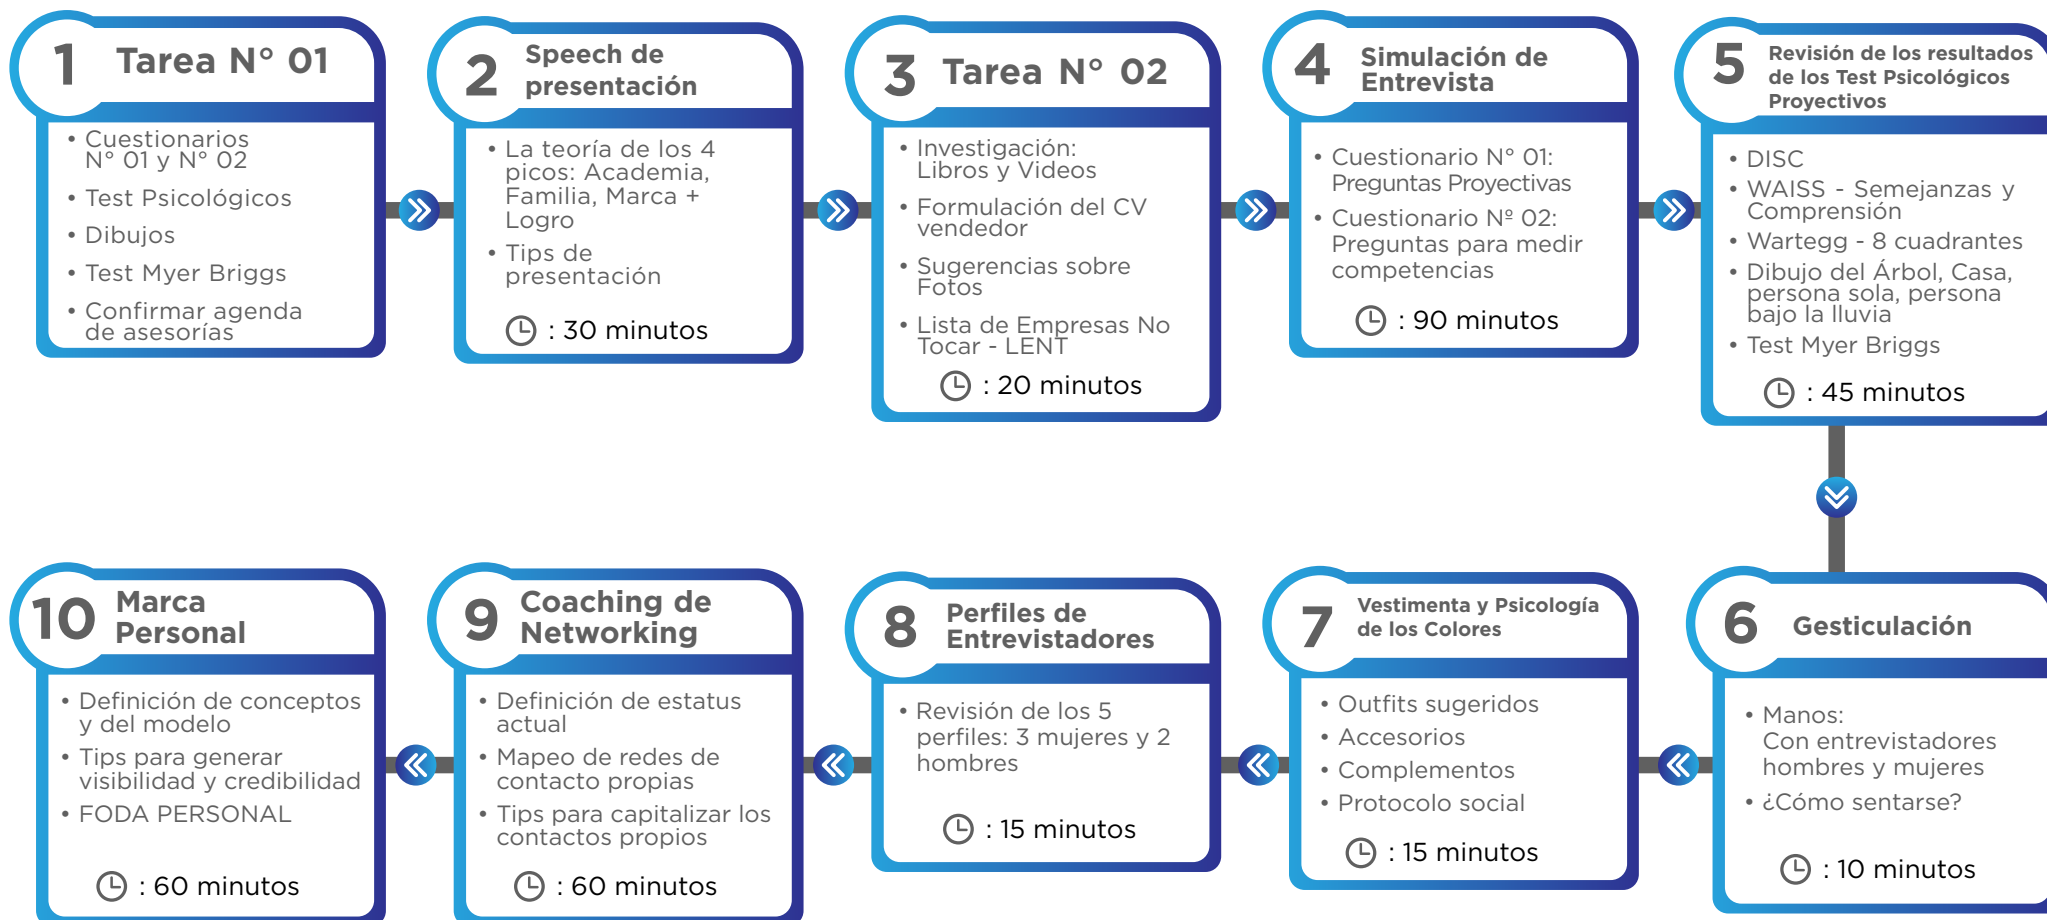 1 Tarea N° 01
• Cuestionarios
N° 01 y N° 02
• Test Psicológicos
• Dibujos
• Test Myer Briggs
• Confirmar agenda
de asesorías
2 Speech de
presentación
• La teoría de los 4
picos: Academia,
Familia, Marca +
Logro
• Tips de
presentación
: 30 minutos
3 Tarea N° 02
• Investigación:
Libros y Videos
• Formulación del CV
vendedor
• Sugerencias sobre
Fotos
• Lista de Empresas No
Tocar - LENT
: 20 minutos
4 Simulación de
Entrevista
• Cuestionario N° 01:
Preguntas Proyectivas
• Cuestionario Nº 02:
Preguntas para medir
competencias
: 90 minutos
5 Revisión de los resultados
de los Test Psicológicos
Proyectivos
• DISC
• WAISS - Semejanzas y
Comprensión
• Wartegg - 8 cuadrantes
• Dibujo del Árbol, Casa,
persona sola, persona
bajo la lluvia
• Test Myer Briggs
: 45 minutos
6 Gesticulación
• Manos:
Con entrevistadores
hombres y mujeres
• ¿Cómo sentarse?
: 10 minutos
7 Vestimenta y Psicología
de los Colores
• Outfits sugeridos
• Accesorios
• Complementos
• Protocolo social
: 15 minutos
8 Perfiles de
Entrevistadores
• Revisión de los 5
perfiles: 3 mujeres y 2
hombres
: 15 minutos
9 Coaching de
Networking
• Definición de estatus
actual
• Mapeo de redes de
contacto propias
• Tips para capitalizar los
contactos propios
: 60 minutos
10 Marca
Personal
• Definición de conceptos
y del modelo
• Tips para generar
visibilidad y credibilidad
• FODA PERSONAL
: 60 minutos